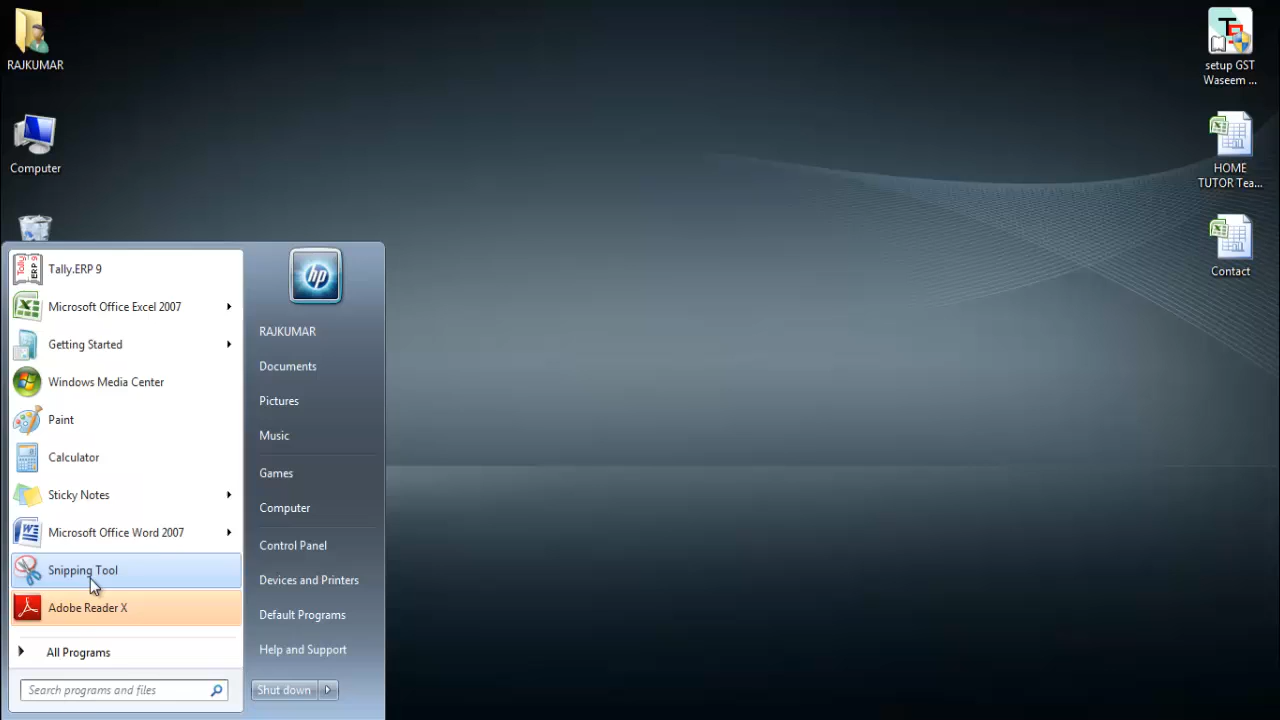 RAJKUMAR
Computer
setup GST
Waseem ...
HOME
TUTOR Tea...
Contact
Tally.ERP 9
Microsoft Office Excel 2007
Getting Started
Windows Media Center
Paint
Calculator
Sticky Notes
Microsoft Office Word 2007
Snipping Tool
Adobe Reader X
All Programs
Search programs and files
hp
RAJKUMAR
Documents
Pictures
Music
Games
Computer
Control Panel
Devices and Printers
Default Programs
Help and Support
Shut down